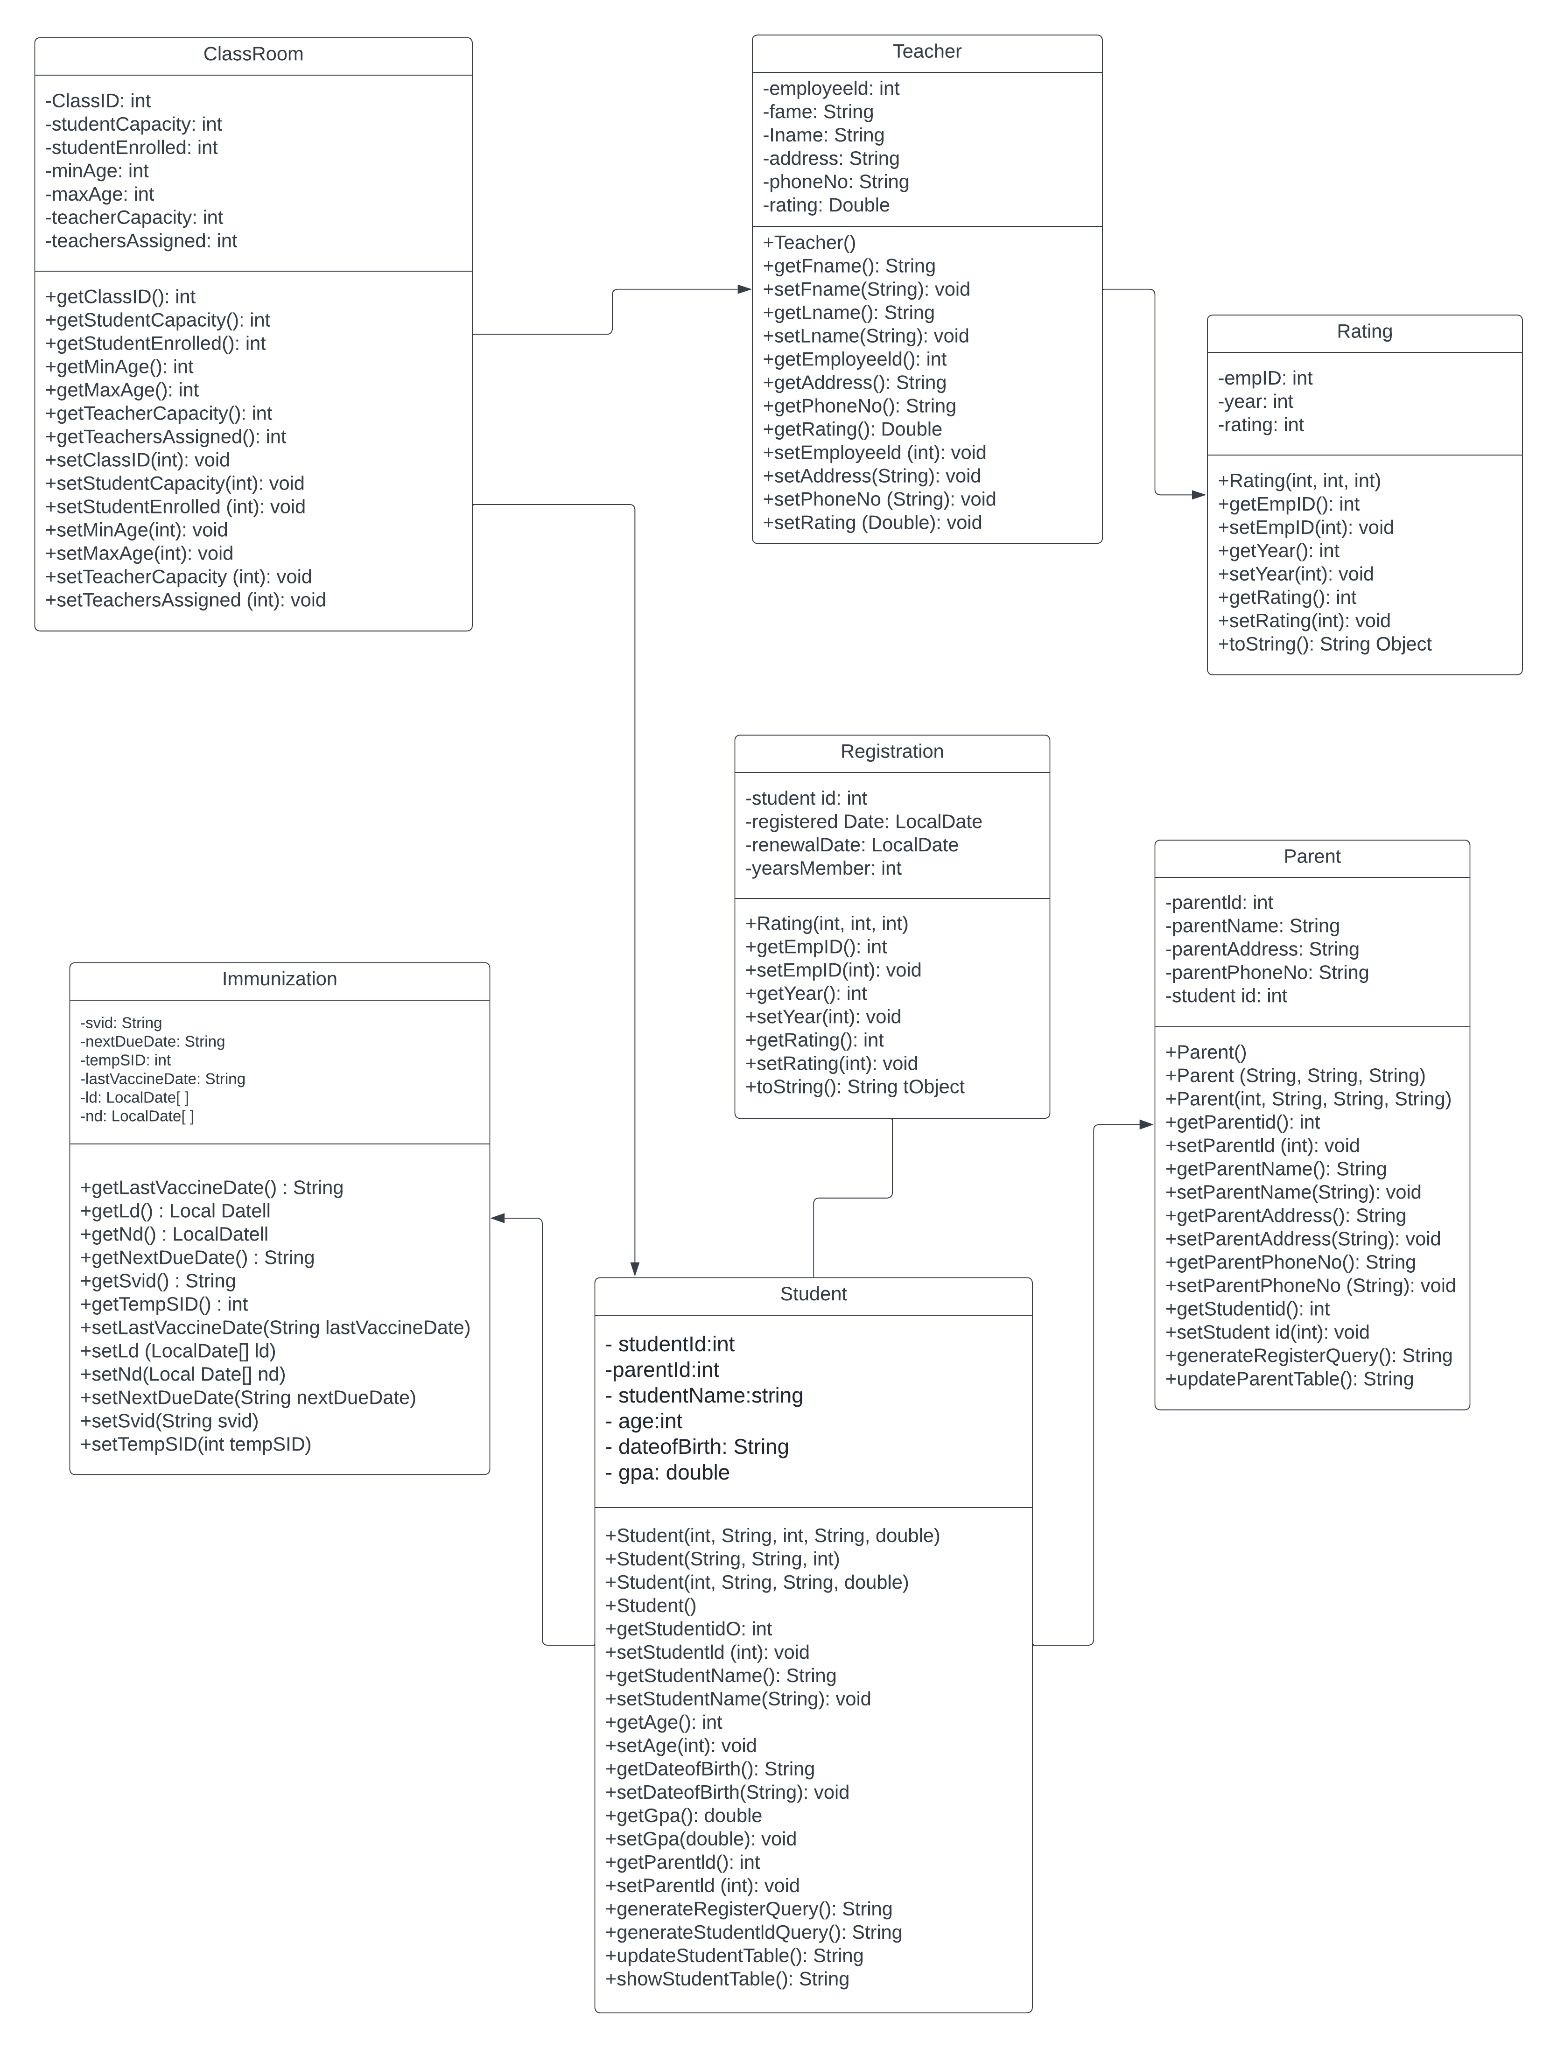 ClassRoom
-ClassID: int
-studentCapacity: int
-studentEnrolled: int
-minAge: int
-maxAge: int
-teacherCapacity: int
-teachersAssigned: int
+getClassID(): int
+getStudentCapacity(): int
+getStudentEnrolled(): int
+getMinAge(): int
+getMaxAge(): int
+getTeacherCapacity(): int
+getTeachersAssigned(): int
+setClassID(int): void
+setStudentCapacity(int): void
+setStudentEnrolled (int): void
+setMinAge(int): void
+setMaxAge(int): void
+setTeacherCapacity (int): void
+setTeachersAssigned (int): void
Teacher
-employeeld: int
-fame: String
-Iname: String
-address: String
-phoneNo: String
-rating: Double
+Teacher()
+getFname(): String
+setFname(String): void
+getLname(): String
+setLname(String): void
+getEmployeeld(): int
+getAddress(): String
+getPhoneNo(): String
+getRating(): Double
+setEmployeeld (int): void
+setAddress(String): void
+setPhoneNo (String): void
+setRating (Double): void
Rating
-empID: int
-year: int
-rating: int
+Rating(int, int, int)
+getEmpID(): int
+setEmpID(int): void
+getYear(): int
+setYear(int): void
+getRating(): int
+setRating(int): void
+toString(): String Object
Registration
-student id: int
-registered Date: LocalDate
-renewalDate: LocalDate
-yearsMember: int
+Rating(int, int, int)
+getEmpID(): int
+setEmpID(int): void
+getYear(): int
+setYear(int): void
+getRating(): int
+setRating(int): void
+toString(): String tObject
Parent
-parentld: int
-parentName: String
-parentAddress: String
-parentPhoneNo: String
-student id: int
+Parent()
+Parent (String, String, String)
+Parent(int, String, String, String)
+getParentid(): int
+setParentld (int): void
+getParentName(): String
+setParentName(String): void
+getParentAddress(): String
+setParentAddress(String): void
+getParentPhoneNo(): String
+setParentPhoneNo (String): void
+getStudentid(): int
+setStudent id(int): void
+generateRegisterQuery(): String
+updateParentTable(): String
Immunization
-svid: String
-nextDueDate: String
-tempSID: int
-lastVaccineDate: String
-ld: LocalDate[ ]
-nd: LocalDate[ ]
+getLastVaccineDate() : String
+getLd() : Local Datell
+getNd() : LocalDatell
+getNextDueDate() : String
+getSvid() : String
+getTempSID() : int
+setLastVaccineDate(String lastVaccineDate)
+setLd (LocalDate[] ld)
+setNd(Local Date[] nd)
+setNextDueDate(String nextDueDate)
+setSvid(String svid)
+setTempSID(int tempSID)
Student
- studentId:int
-parentId:int
- studentName:string
- age:int
- dateofBirth: String
- gpa: double
+Student(int, String, int, String, double)
+Student(String, String, int)
+Student(int, String, String, double)
+Student()
+getStudentidO: int
+setStudentld (int): void
+getStudentName(): String
+setStudentName(String): void
+getAge(): int
+setAge(int): void
+getDateofBirth(): String
+setDateofBirth(String): void
+getGpa(): double
+setGpa(double): void
+getParentld(): int
+setParentld (int): void
+generateRegisterQuery(): String
+generateStudentldQuery(): String
+updateStudentTable(): String
+showStudentTable(): String